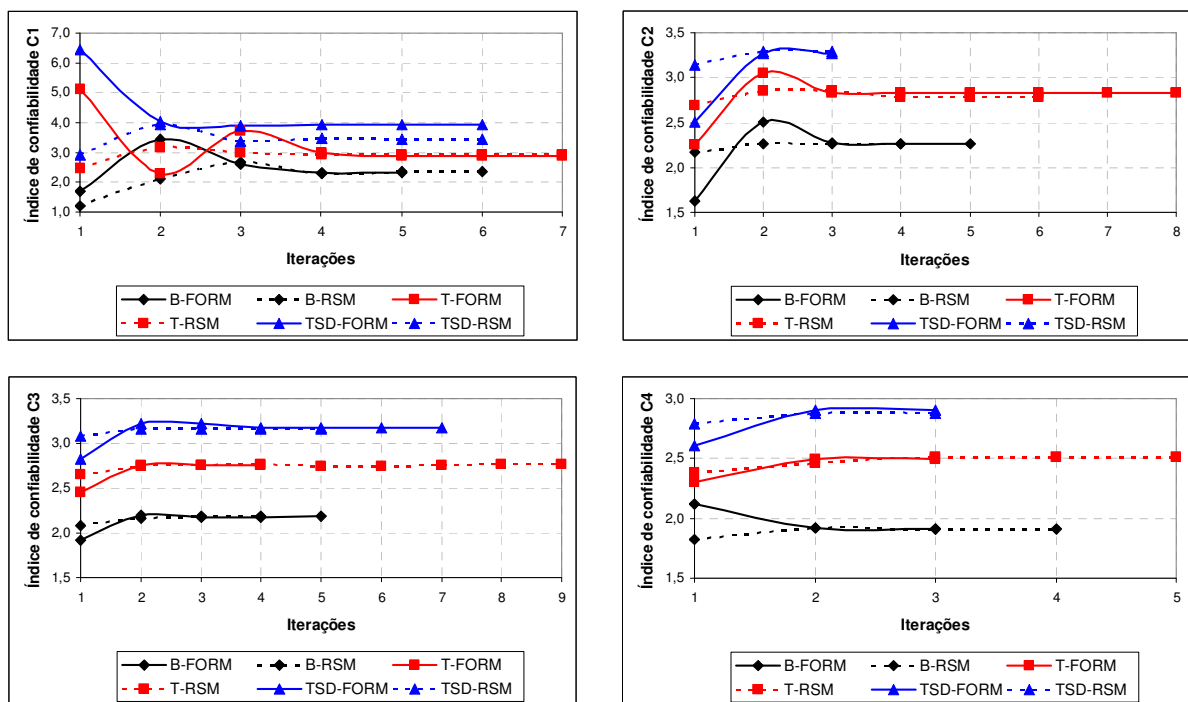 Índice de confiabilidade C1
7,0
6,0
5,0
4,0
3,0
2,0
1,0
1 2 3 4 5 6 7
Iterações
B-FORM B-RSM T-FORM
T-RSM TSD-FORM TSD-RSM
Índice de confiabilidade C2
3,5
3,0
2,5
2,0
1,5
1 2 3 4 5 6 7 8
Iterações
B-FORM B-RSM T-FORM
T-RSM TSD-FORM TSD-RSM
Índice de confiabilidade C3
3,5
3,0
2,5
2,0
1,5
1 2 3 4 5 6 7 8 9
Iterações
B-FORM B-RSM T-FORM
T-RSM TSD-FORM TSD-RSM
Índice de confiabilidade C4
3,0
2,5
2,0
1,5
1 2 3 4 5
Iterações
B-FORM B-RSM T-FORM
T-RSM TSD-FORM TSD-RSM